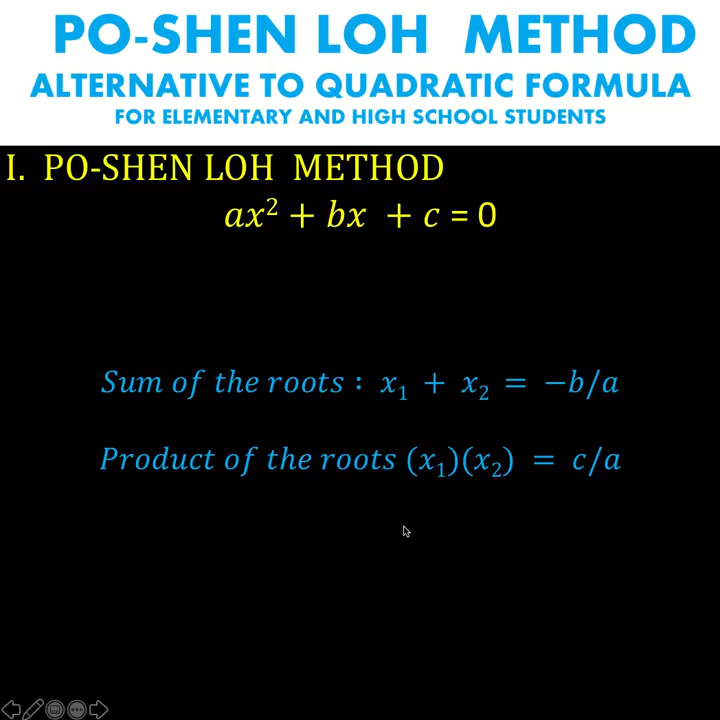 PO-SHEN LOH METHOD
ALTERNATIVE TO QUADRATIC FORMULA
FOR ELEMENTARY AND HIGH SCHOOL STUDENTS
I. PO-SHEN LOH METHOD
ax² + bx + c = 0
Sum of the roots : x₁ + x₂ = −b/a
Product of the roots (x₁)(x₂) = c/a